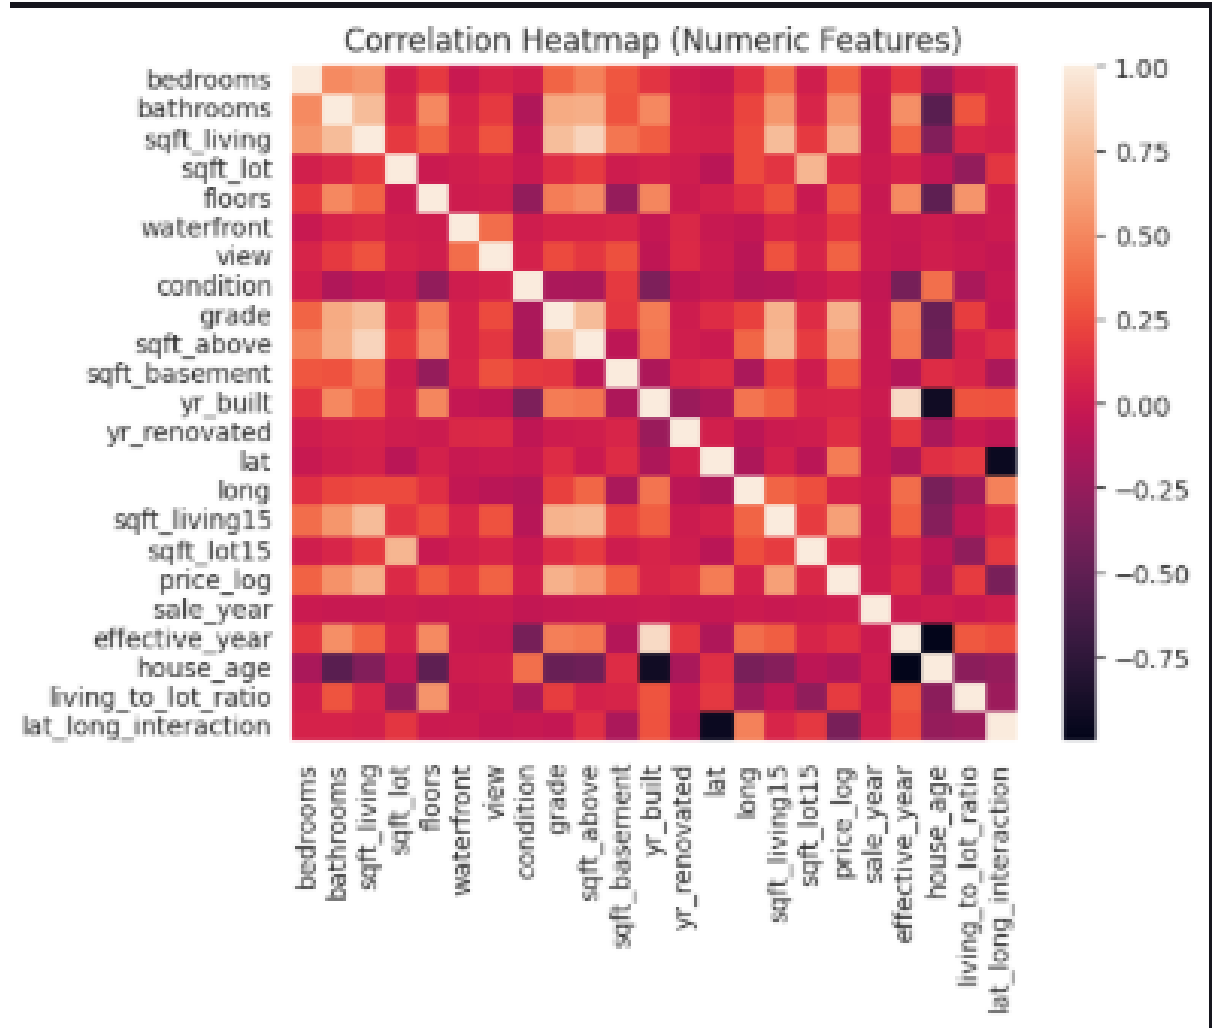 Correlation Heatmap (Numeric Features)
bedrooms
bathrooms
sqft_living
sqft_lot
floors
waterfront
view
condition
grade
sqft_above
sqft_basement
yr_built
yr_renovated
lat
long
sqft_living15
sqft_lot15
price_log
sale_year
effective_year
house_age
living_to_lot_ratio
lat_long_interaction
bedrooms
bathrooms
sqft_living
sqft_lot
floors
waterfront
view
condition
grade
sqft_above
sqft_basement
yr_built
yr_renovated
lat
long
sqft_living15
sqft_lot15
price_log
sale_year
effective_year
house_age
living_to_lot_ratio
lat_long_interaction
1.00
0.75
0.50
0.25
0.00
−0.25
−0.50
−0.75